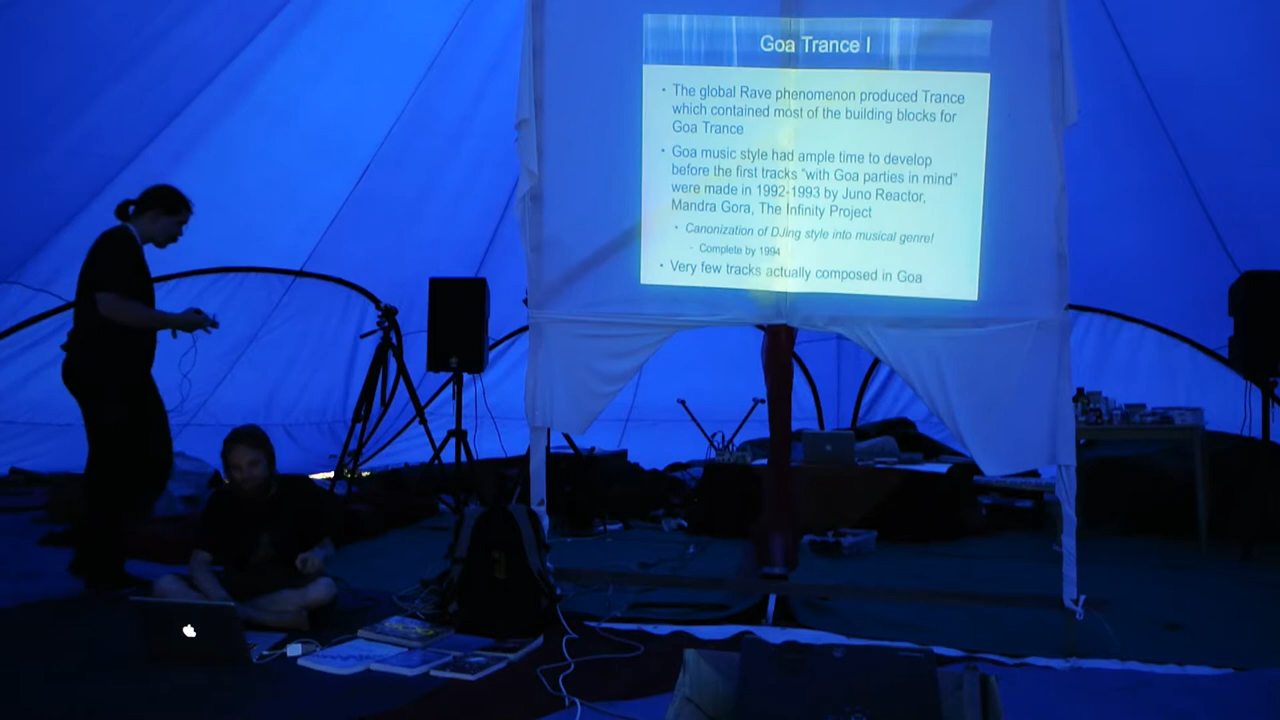 Goa Trance I
• The global Rave phenomenon produced Trance
which contained most of the building blocks for
Goa Trance
• Goa music style had ample time to develop
before the first tracks "with Goa parties in mind"
were made in 1992-1993 by Juno Reactor,
Mandra Gora, The Infinity Project
• Canonization of DJing style into musical genre!
– Complete by 1994
• Very few tracks actually composed in Goa